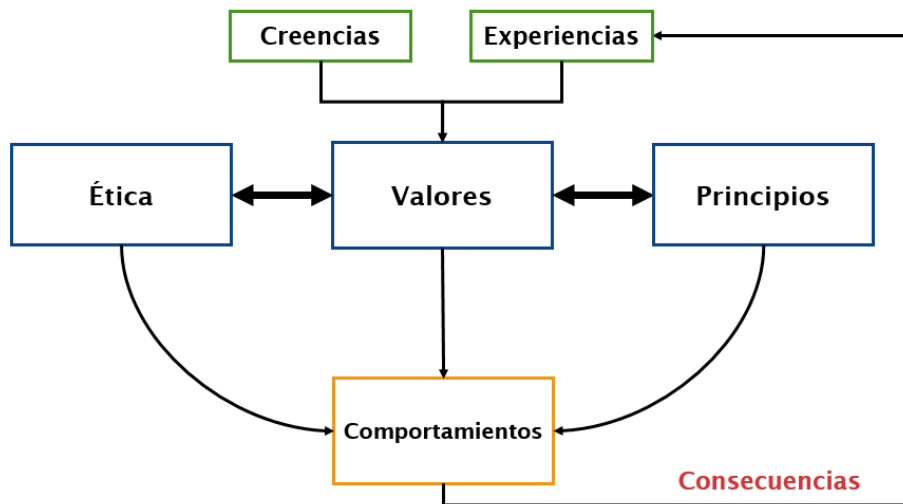 Creencias
Experiencias
Ética
Valores
Principios
Comportamientos
Consecuencias